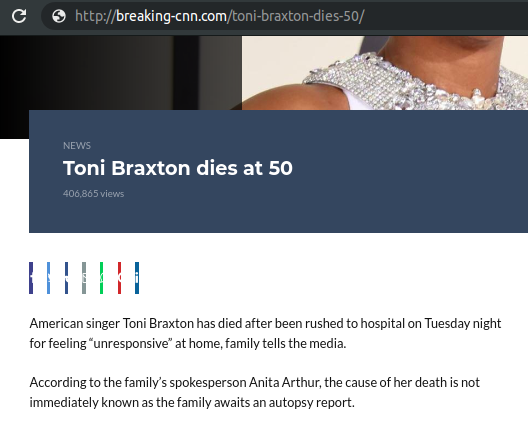 http://breaking-cnn.com/toni-braxton-dies-50/
NEWS
Toni Braxton dies at 50
406,865 views
American singer Toni Braxton has died after been rushed to hospital on Tuesday night
for feeling “unresponsive” at home, family tells the media.
According to the family’s spokesperson Anita Arthur, the cause of her death is not
immediately known as the family awaits an autopsy report.